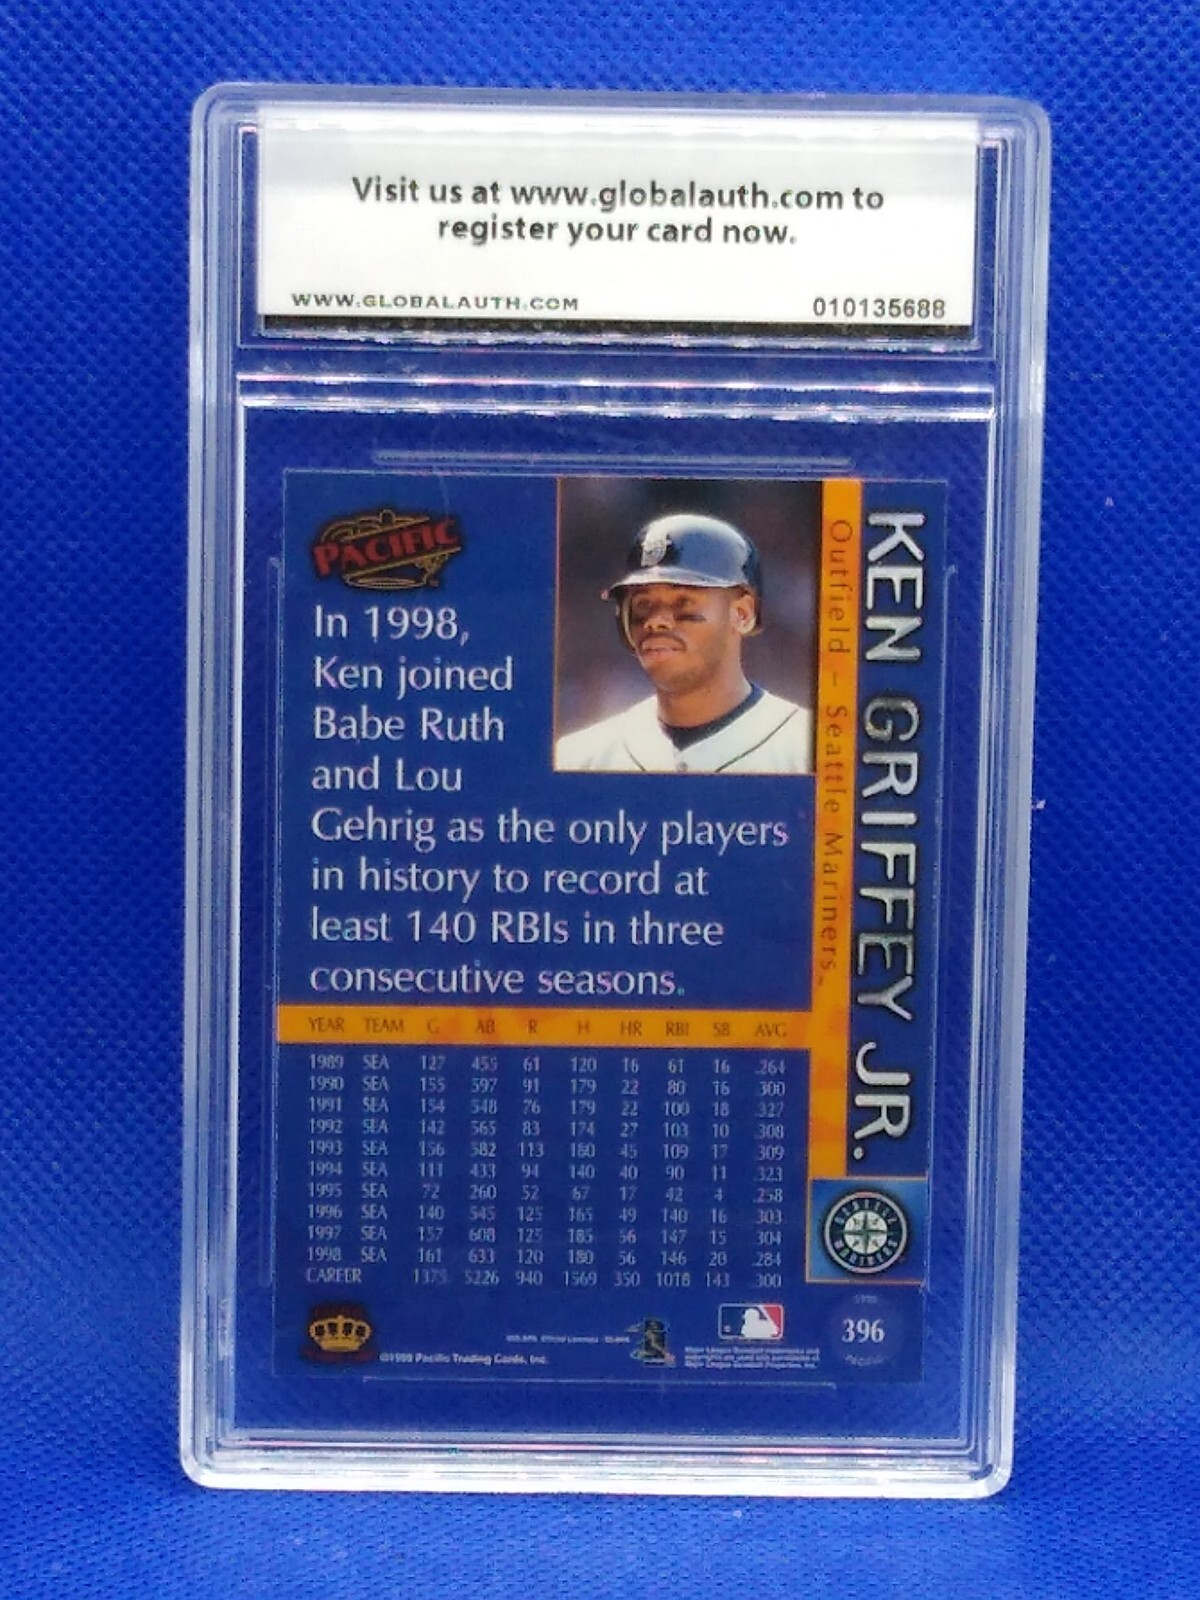 Visit us at www.globalauth.com to
register your card now.
WWW.GLOBALAUTH.COM
010135688
PACIFIC
In 1998,
Ken joined
Babe Ruth
and Lou
Gehrig as the only players
in history to record at
least 140 RBIs in three
consecutive seasons.
KEN GRIFFEY JR.
Outfield – Seattle Mariners
YEAR TEAM G AB R H HR RBI SB AVG
1989 SEA 127 455 61 120 16 61 16 .264
1990 SEA 155 597 91 179 22 80 16 .300
1991 SEA 154 548 76 179 22 100 18 .327
1992 SEA 142 565 83 174 27 103 10 .308
1993 SEA 156 582 113 180 45 109 17 .309
1994 SEA 111 433 94 140 40 90 11 .323
1995 SEA 72 260 52 67 17 42 4 .258
1996 SEA 140 545 125 165 49 140 16 .303
1997 SEA 157 608 125 185 56 147 15 .304
1998 SEA 161 633 120 180 56 146 20 .284
CAREER 1375 5226 940 1569 350 1018 143 .300
SEATTLE MARINERS
396
©1999 Pacific Trading Cards, Inc.